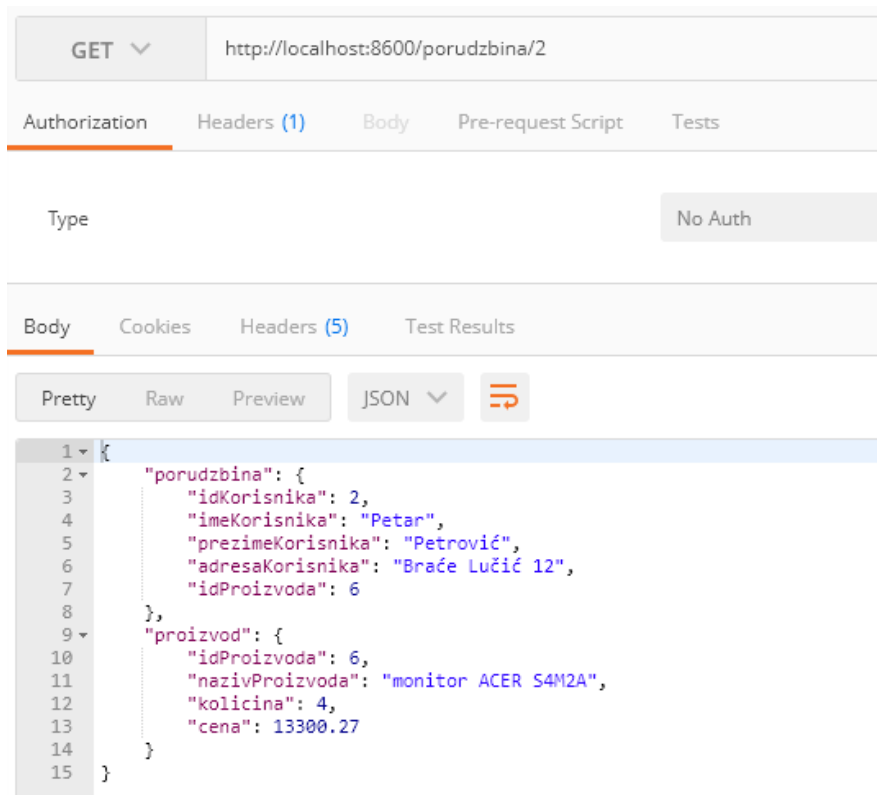 GET http://localhost:8600/porudzbina/2
Authorization Headers (1) Body Pre-request Script Tests
Type No Auth
Body Cookies Headers (5) Test Results
Pretty Raw Preview JSON
1 {
2 "porudzbina": {
3 "idKorisnika": 2,
4 "imeKorisnika": "Petar",
5 "prezimeKorisnika": "Petrović",
6 "adresaKorisnika": "Braće Lučić 12",
7 "idProizvoda": 6
8 },
9 "proizvod": {
10 "idProizvoda": 6,
11 "nazivProizvoda": "monitor ACER S4M2A",
12 "kolicina": 4,
13 "cena": 13300.27
14 }
15 }